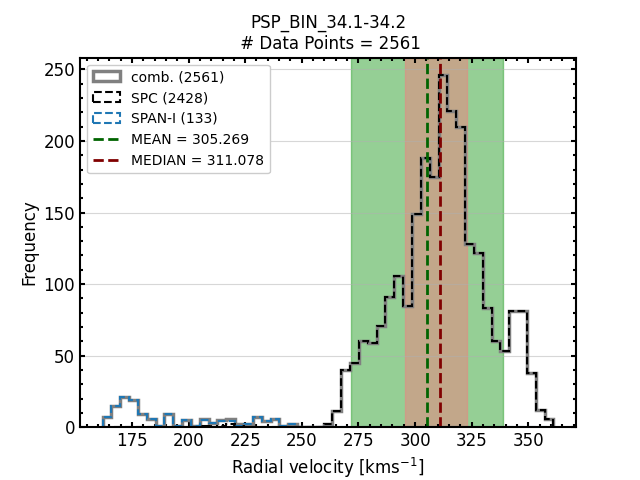 PSP_BIN_34.1-34.2
# Data Points = 2561
250
200
150
100
50
0
Frequency
comb. (2561)
SPC (2428)
SPAN-I (133)
MEAN = 305.269
MEDIAN = 311.078
175 200 225 250 275 300 325 350
Radial velocity [kms⁻¹]